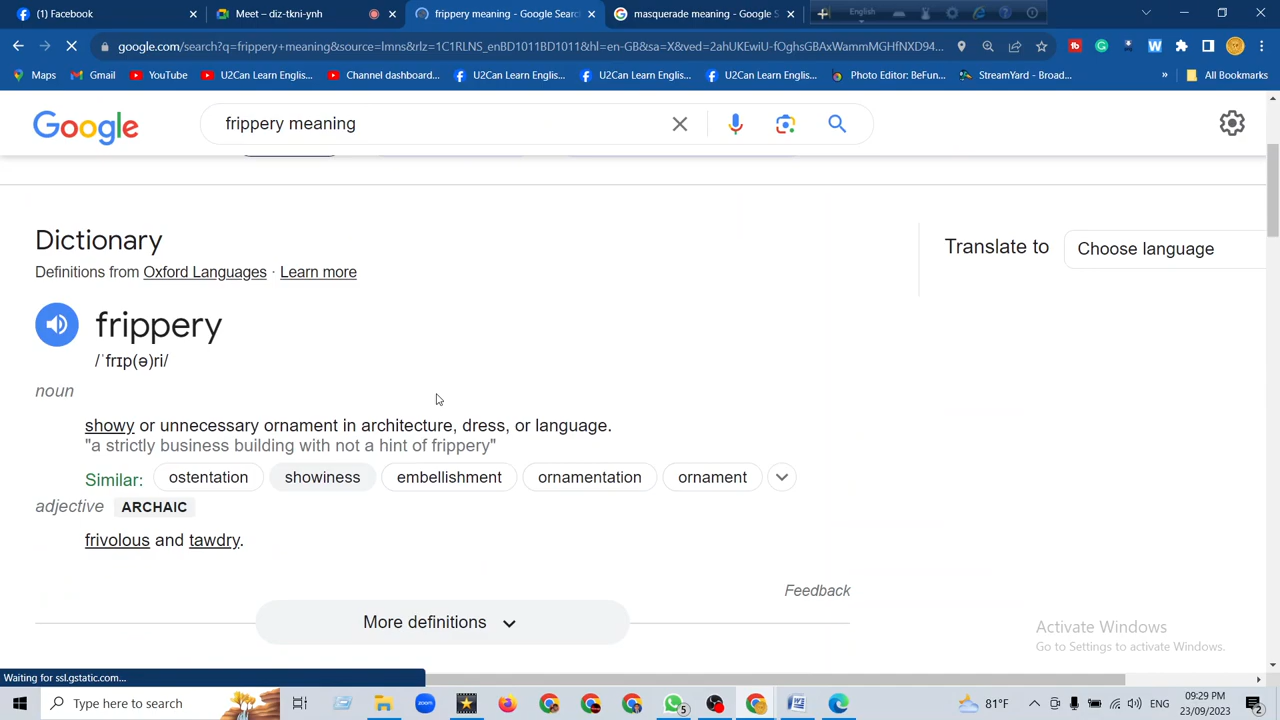 (1) Facebook
Meet – diz-tkni-ynh
frippery meaning - Google Searc
masquerade meaning - Google S
English
google.com/search?q=frippery+meaning&source=lmns&rlz=1C1RLNS_enBD1011BD1011&hl=en-GB&sa=X&ved=2ahUKEwiU-fOghsGBAxWammMGHfNXD94...
Maps
Gmail
YouTube
U2Can Learn Englis...
Channel dashboard...
U2Can Learn Englis...
U2Can Learn Englis...
U2Can Learn Englis...
Photo Editor: BeFun...
StreamYard - Broad...
»
All Bookmarks
Google
frippery meaning
Dictionary
Definitions from Oxford Languages · Learn more
Translate to
Choose language
frippery
/ˈfrɪp(ə)ri/
noun
showy or unnecessary ornament in architecture, dress, or language.
"a strictly business building with not a hint of frippery"
Similar: ostentation showiness embellishment ornamentation ornament
adjective ARCHAIC
frivolous and tawdry.
Feedback
More definitions
Activate Windows
Go to Settings to activate Windows.
Waiting for ssl.gstatic.com...
Type here to search
zoom
5
81°F
ENG
09:29 PM
23/09/2023
2